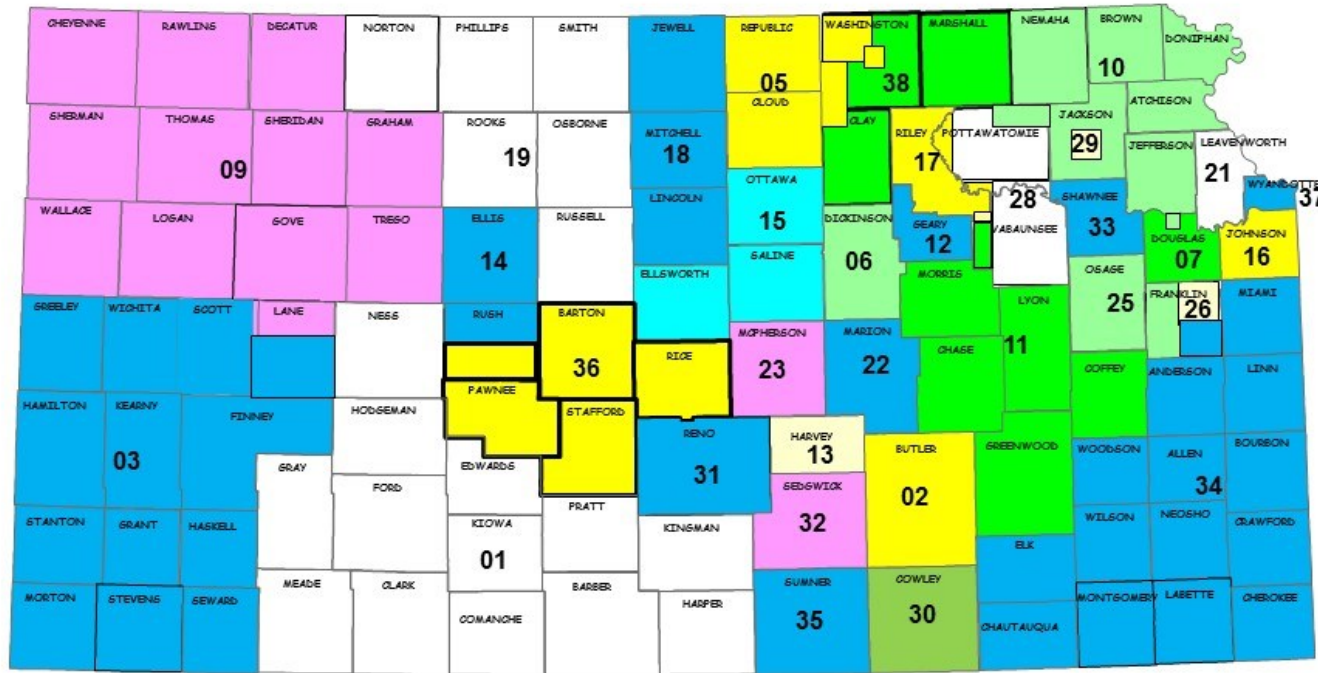 CHEYENNE
RAWLINS
DECATUR
NORTON
PHILLIPS
SMITH
JEWELL
REPUBLIC
WASHINGTON
MARSHALL
NEMAHA
BROWN
DONIPHAN
05
38
10
SHERMAN
THOMAS
SHERIDAN
GRAHAM
ROOKS
OSBORNE
MITCHELL
CLOUD
CLAY
RILEY
POTTAWATOMIE
JACKSON
ATCHISON
JEFFERSON
LEAVENWORTH
09
19
18
17
29
21
WYANDOTTE
37
WALLACE
LOGAN
GOVE
TREGO
ELLIS
RUSSELL
LINCOLN
OTTAWA
DICKINSON
GEARY
WABAUNSEE
SHAWNEE
DOUGLAS
JOHNSON
14
15
06
12
28
33
07
16
ELLSWORTH
SALINE
MORRIS
LYON
OSAGE
FRANKLIN
MIAMI
25
26
GREELEY
WICHITA
SCOTT
LANE
NESS
RUSH
BARTON
RICE
MCPHERSON
MARION
CHASE
COFFEY
ANDERSON
LINN
36
23
22
11
HAMILTON
KEARNY
FINNEY
HODGEMAN
PAWNEE
STAFFORD
RENO
HARVEY
BUTLER
GREENWOOD
WOODSON
ALLEN
BOURBON
03
31
13
02
34
GRAY
FORD
EDWARDS
PRATT
SEDGWICK
32
STANTON
GRANT
HASKELL
KIOWA
KINGMAN
ELK
WILSON
NEOSHO
CRAWFORD
01
MORTON
STEVENS
SEWARD
MEADE
CLARK
COMANCHE
BARBER
HARPER
SUMNER
COWLEY
CHAUTAUQUA
MONTGOMERY
LABETTE
CHEROKEE
35
30